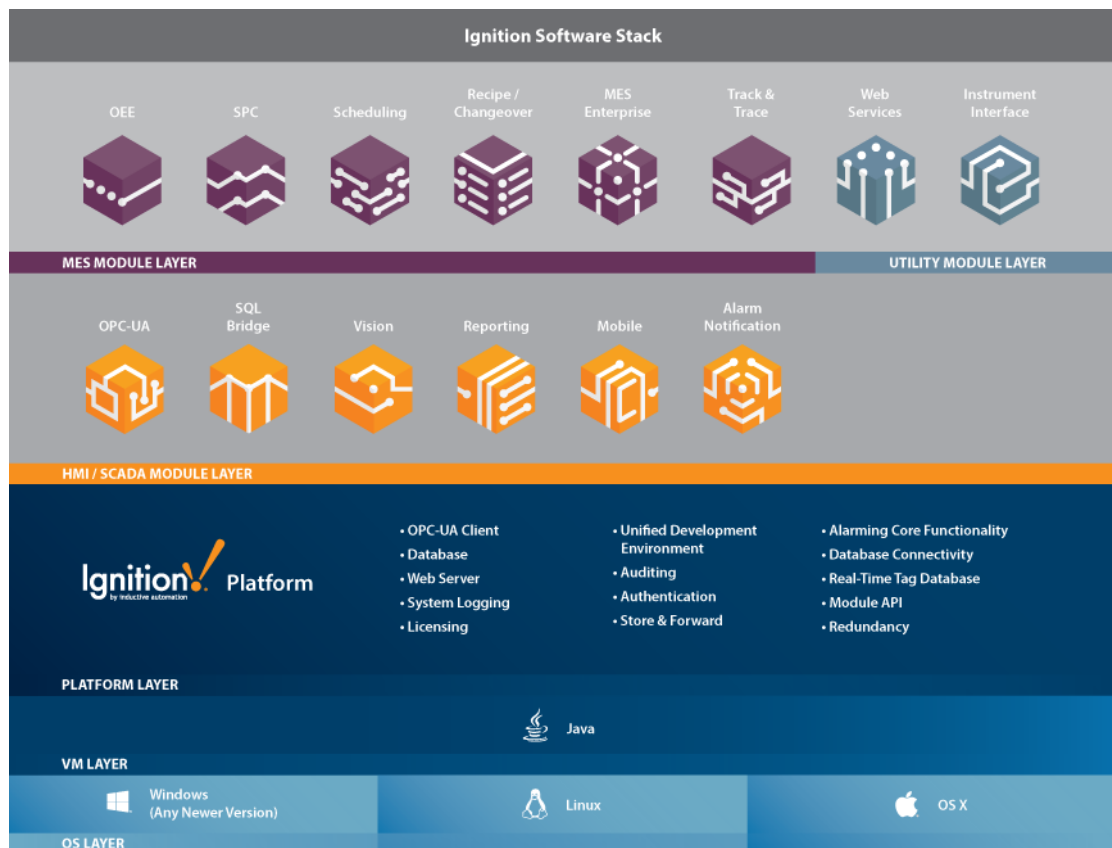 Ignition Software Stack
OEE
SPC
Scheduling
Recipe /
Changeover
MES
Enterprise
Track &
Trace
Web
Services
Instrument
Interface
MES MODULE LAYER
UTILITY MODULE LAYER
OPC-UA
SQL
Bridge
Vision
Reporting
Mobile
Alarm
Notification
HMI / SCADA MODULE LAYER
Ignition!
by inductive automation
Platform
• OPC-UA Client
• Database
• Web Server
• System Logging
• Licensing
• Unified Development
Environment
• Auditing
• Authentication
• Store & Forward
• Alarming Core Functionality
• Database Connectivity
• Real-Time Tag Database
• Module API
• Redundancy
PLATFORM LAYER
Java
VM LAYER
Windows
(Any Newer Version)
Linux
OS X
OS LAYER